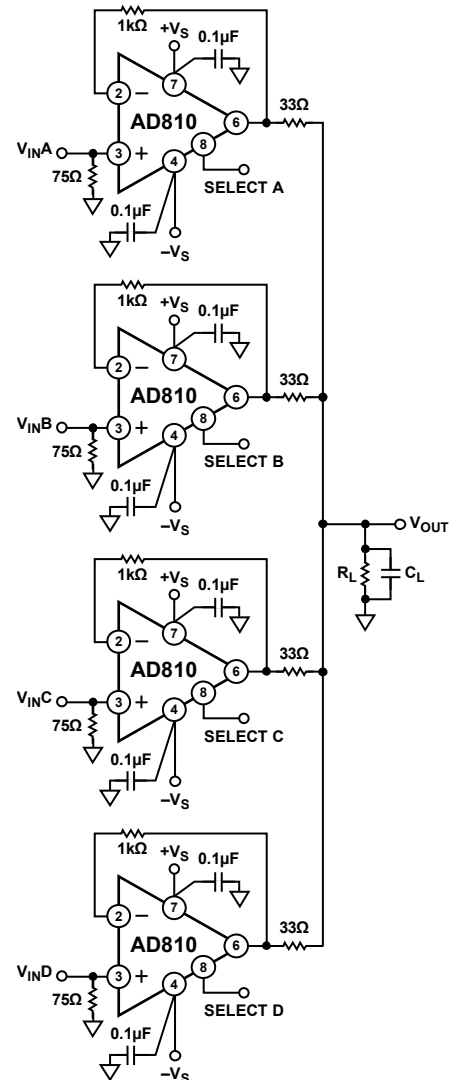 1kΩ
+VS
0.1µF
7
2
−
AD810
6
33Ω
VINA
3
+
4
8
75Ω
SELECT A
0.1µF
−VS
1kΩ
+VS
0.1µF
7
2
−
AD810
6
33Ω
VINB
3
+
4
8
75Ω
SELECT B
0.1µF
−VS
VOUT
RL
CL
1kΩ
+VS
0.1µF
7
2
−
AD810
6
33Ω
VINC
3
+
4
8
75Ω
SELECT C
0.1µF
−VS
1kΩ
+VS
0.1µF
7
2
−
AD810
6
33Ω
VIND
3
+
4
8
75Ω
SELECT D
0.1µF
−VS